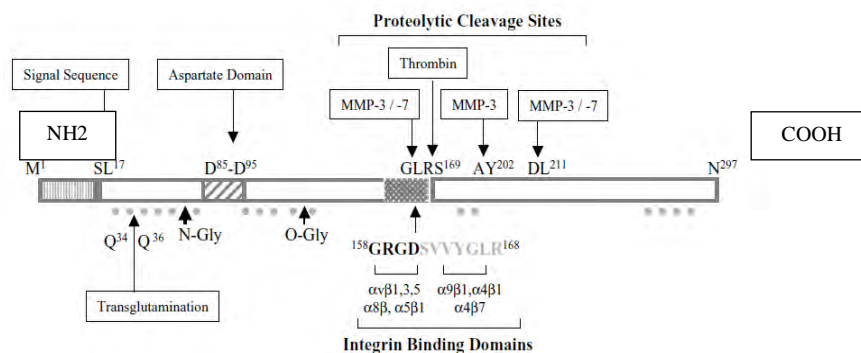 Proteolytic Cleavage Sites
Signal Sequence
Aspartate Domain
Thrombin
MMP-3 / -7
MMP-3
MMP-3 / -7
NH2
COOH
M¹
SL¹⁷
D⁸⁵-D⁹⁵
GLRS¹⁶⁹
AY²⁰²
DL²¹¹
N²⁹⁷
Q³⁴
Q³⁶
N-Gly
O-Gly
¹⁵⁸GRGDSVVYGLR¹⁶⁸
Transglutamination
αvβ1,3,5
α8β, α5β1
α9β1,α4β1
α4β7
Integrin Binding Domains